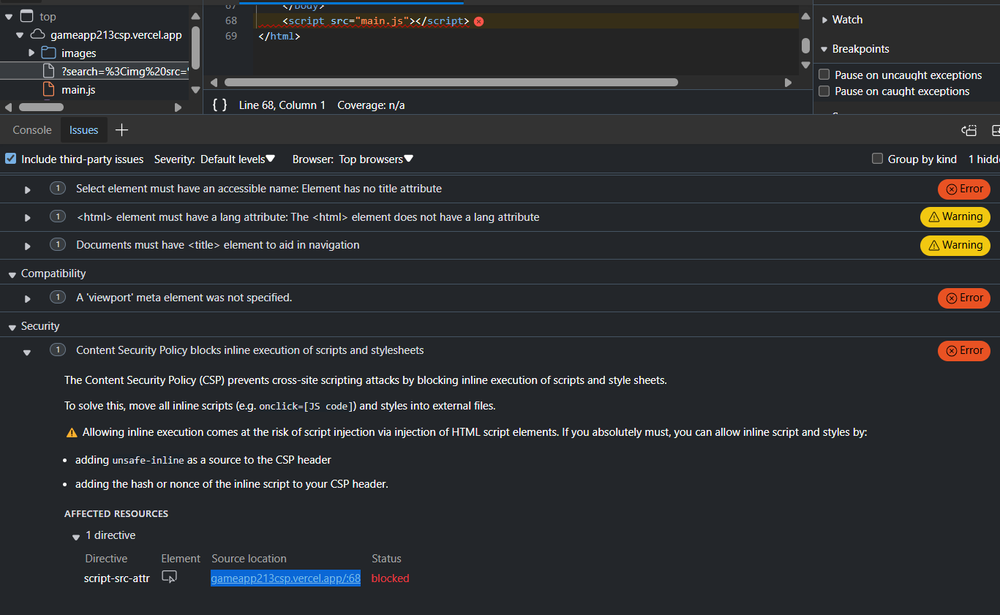 top
gameapp213csp.vercel.app
images
?search=%3Cimg%20src=
main.js
67 </body>
68 <script src="main.js"></script>
69 </html>
{ } Line 68, Column 1 Coverage: n/a
Watch
Breakpoints
Pause on uncaught exceptions
Pause on caught exceptions
Console Issues
Include third-party issues Severity: Default levels Browser: Top browsers Group by kind 1 hidd
1 Select element must have an accessible name: Element has no title attribute Error
1 <html> element must have a lang attribute: The <html> element does not have a lang attribute Warning
1 Documents must have <title> element to aid in navigation Warning
Compatibility
1 A 'viewport' meta element was not specified. Error
Security
1 Content Security Policy blocks inline execution of scripts and stylesheets Error
The Content Security Policy (CSP) prevents cross-site scripting attacks by blocking inline execution of scripts and style sheets.
To solve this, move all inline scripts (e.g. onclick=[JS code]) and styles into external files.
Allowing inline execution comes at the risk of script injection via injection of HTML script elements. If you absolutely must, you can allow inline script and styles by:
• adding unsafe-inline as a source to the CSP header
• adding the hash or nonce of the inline script to your CSP header.
AFFECTED RESOURCES
1 directive
Directive Element Source location Status
script-src-attr gameapp213csp.vercel.app/:68 blocked